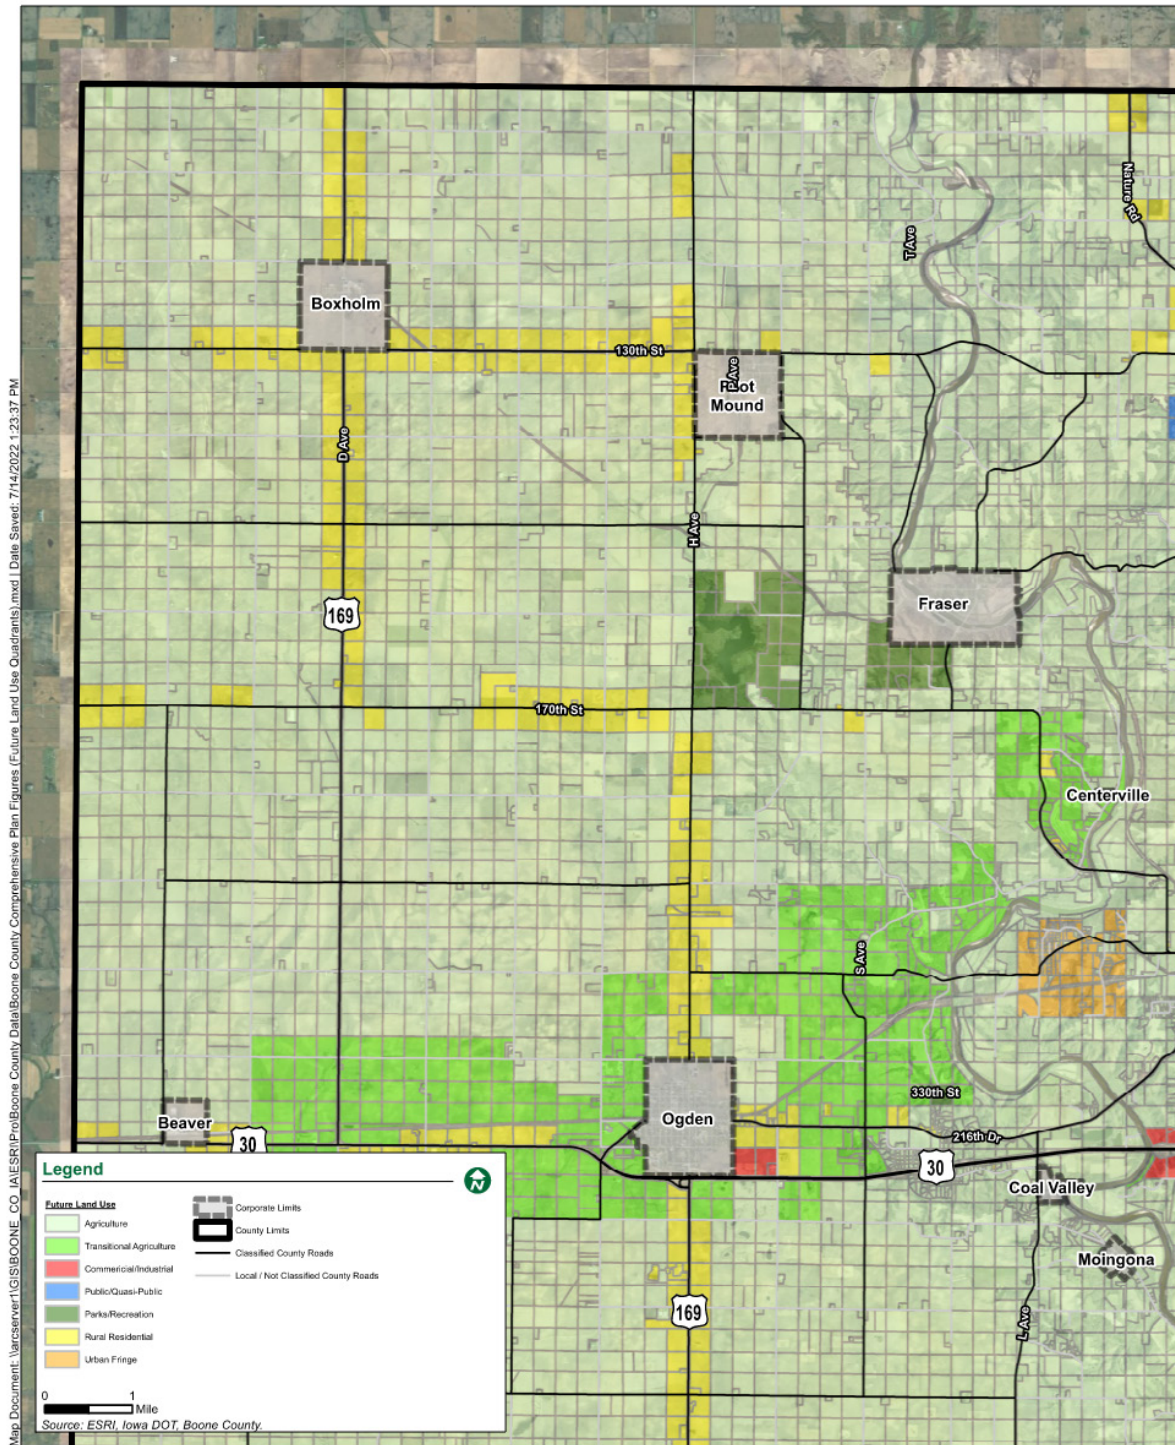 Nature Rd
T Ave
Boxholm
130th St
P Ave
Mound
D Ave
H Ave
169
Fraser
170th St
Centerville
S Ave
330th St
Ogden
Beaver
30
216th Dr
30
Coal Valley
Moingona
169
L Ave
Legend
N
Future Land Use
Agriculture
Transitional Agriculture
Commericial/Industrial
Public/Quasi-Public
Parks/Recreation
Rural Residential
Urban Fringe
Corporate Limits
County Limits
Classified County Roads
Local / Not Classified County Roads
0 1
Mile
Source: ESRI, Iowa DOT, Boone County.
Map Document: \\arcserver1\GIS\BOONE_CO_IA\ESRI\Pro\Boone County Data\Boone County Comprehensive Plan Figures (Future Land Use Quadrants).mxd | Date Saved: 7/14/2022 1:23:37 PM